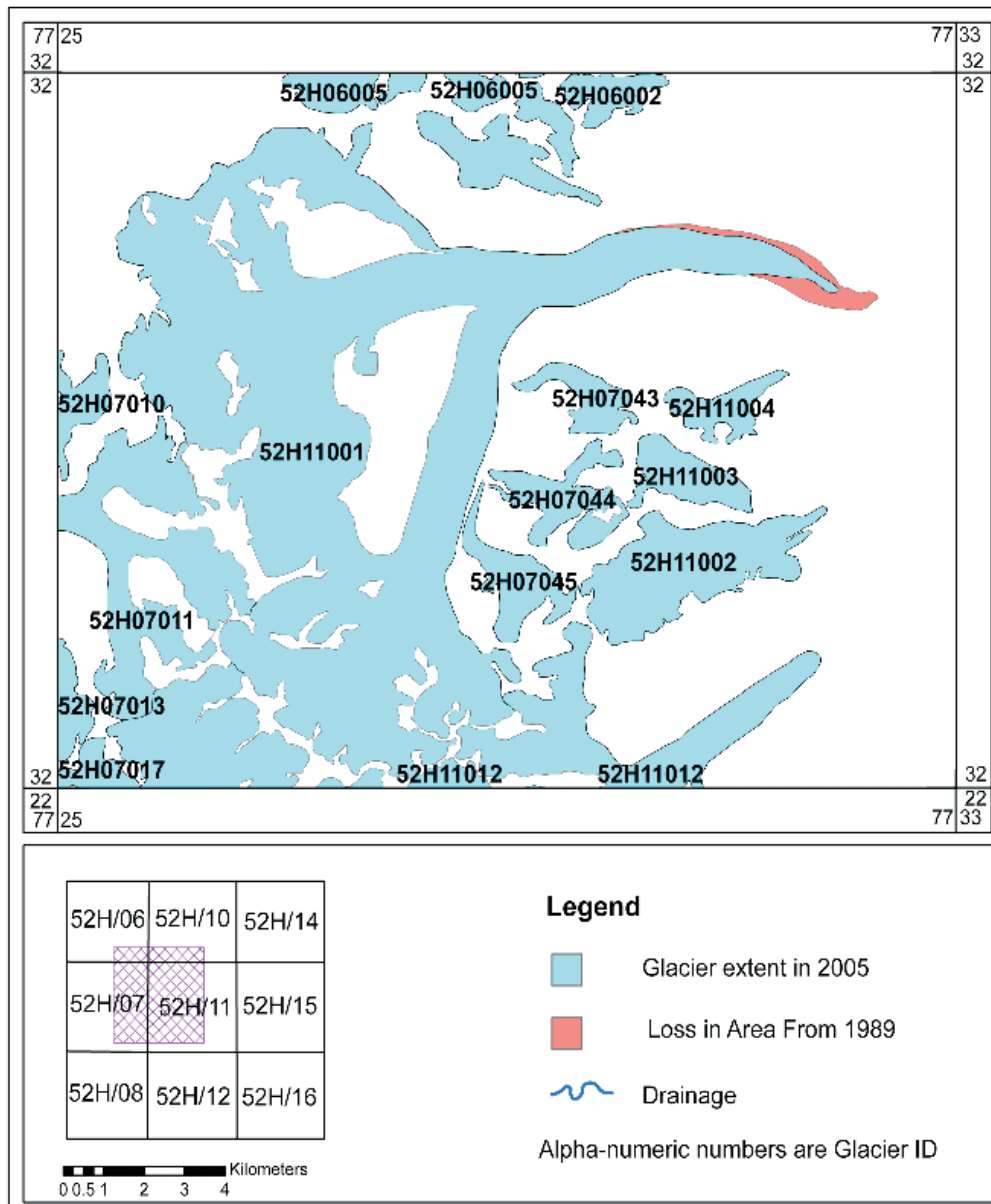 77 25 77 33
32 32
32 32
52H06005 52H06005 52H06002
52H07010 52H07043 52H11004
52H11001 52H11003
52H07044
52H11002
52H07045
52H07011
52H07013
52H07017 52H11012 52H11012
32 32
22 22
77 25 77 33
52H/06 52H/10 52H/14
52H/07 52H/11 52H/15
52H/08 52H/12 52H/16
Kilometers
0 0.5 1 2 3 4
Legend
Glacier extent in 2005
Loss in Area From 1989
Drainage
Alpha-numeric numbers are Glacier ID